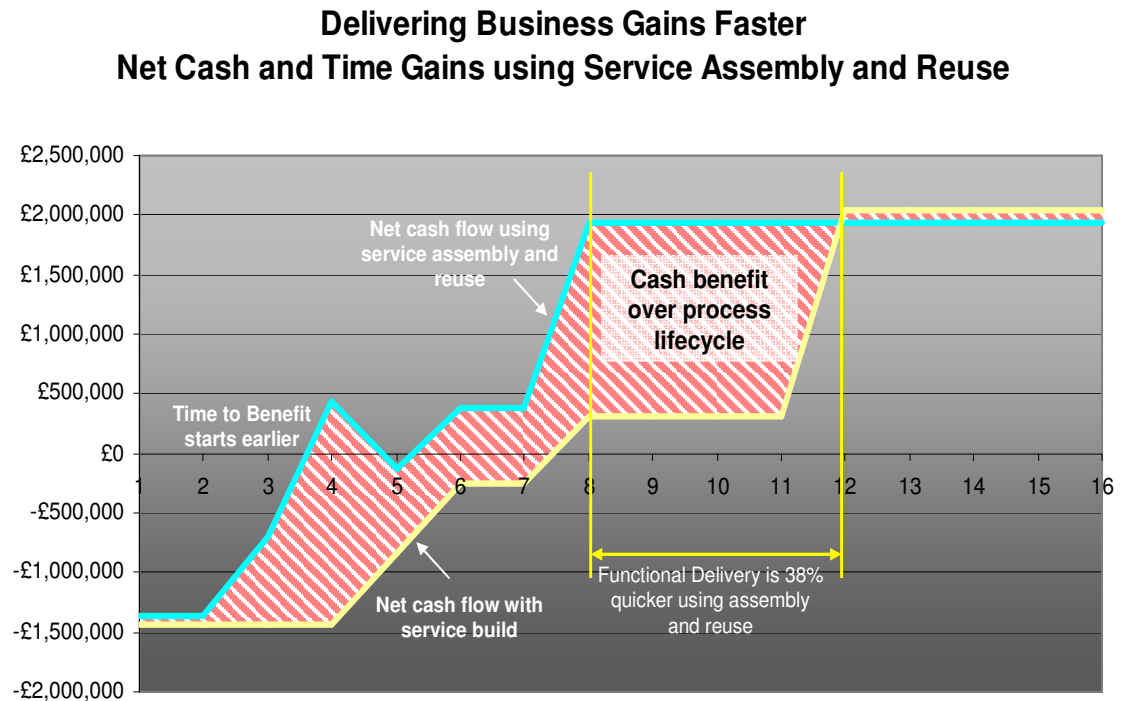 Delivering Business Gains Faster
Net Cash and Time Gains using Service Assembly and Reuse
£2,500,000
£2,000,000
£1,500,000
£1,000,000
£500,000
£0
-£500,000
-£1,000,000
-£1,500,000
-£2,000,000
Net cash flow using
service assembly and
reuse
Cash benefit
over process
lifecycle
Time to Benefit
starts earlier
1 2 3 4 5 6 7 8 9 10 11 12 13 14 15 16
Functional Delivery is 38%
quicker using assembly
and reuse
Net cash flow with
service build